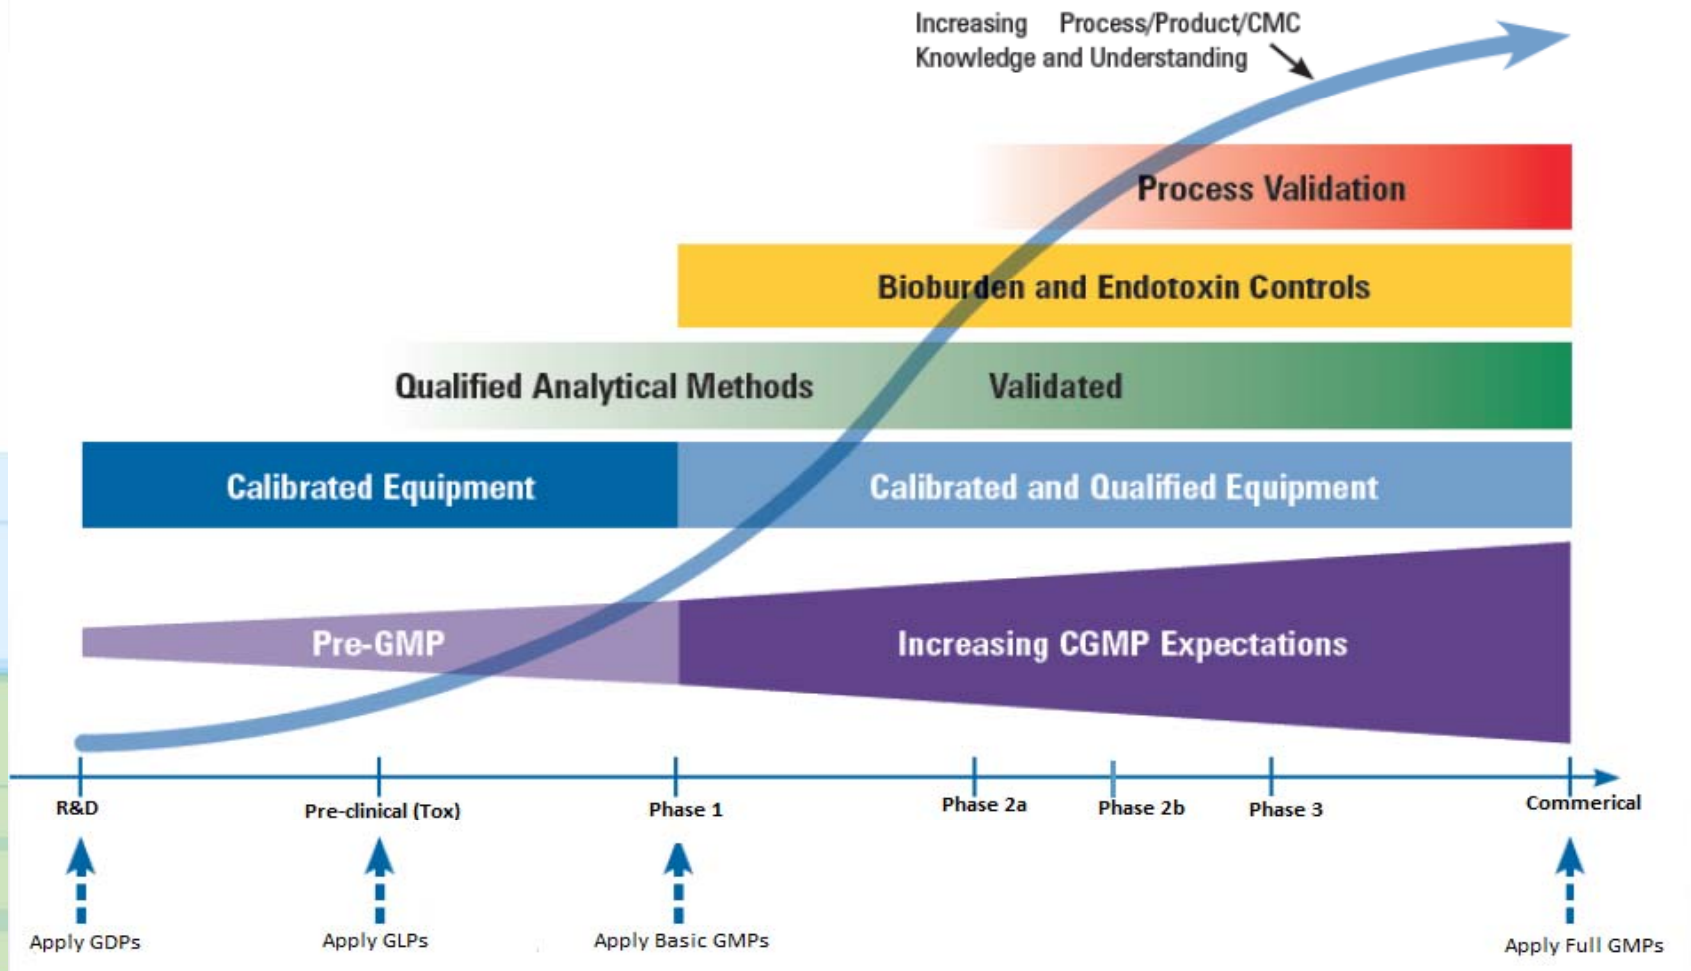 Increasing Process/Product/CMC
Knowledge and Understanding
Process Validation
Bioburden and Endotoxin Controls
Qualified Analytical Methods Validated
Calibrated Equipment Calibrated and Qualified Equipment
Pre-GMP Increasing CGMP Expectations
R&D Pre-clinical (Tox) Phase 1 Phase 2a Phase 2b Phase 3 Commerical
Apply GDPs Apply GLPs Apply Basic GMPs Apply Full GMPs